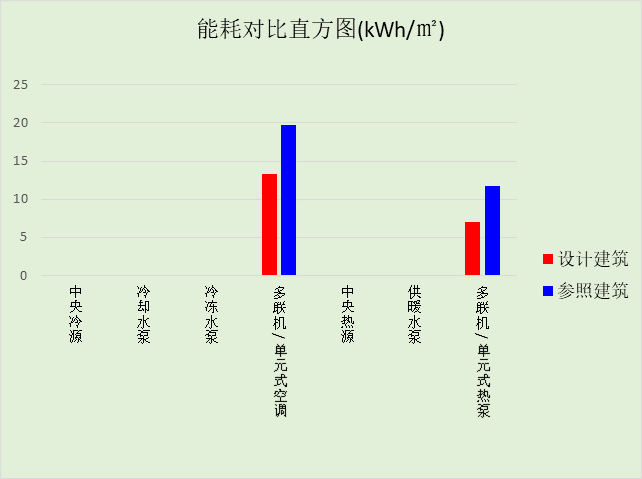 能耗对比直方图(kWh/㎡)
25
20
15
10
5
0
中央冷源
冷却水泵
冷冻水泵
多联机/单元式空调
中央热源
供暖水泵
多联机/单元式热泵
设计建筑
参照建筑